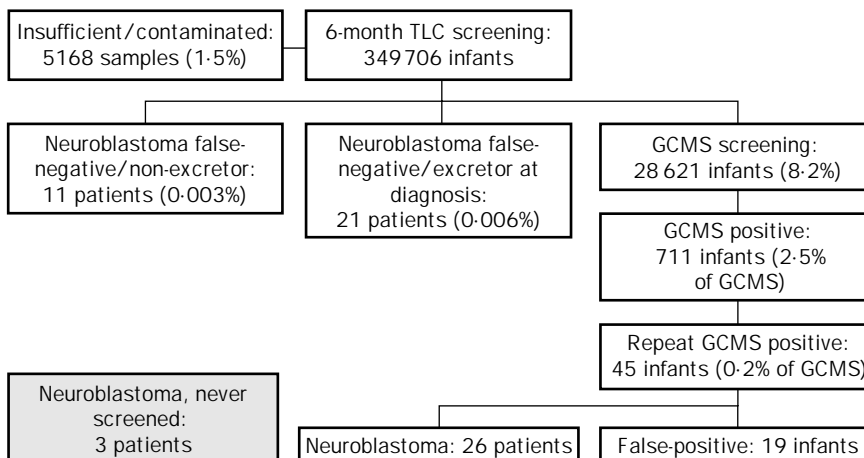 Insufficient/contaminated:
5168 samples (1·5%)
6-month TLC screening:
349706 infants
Neuroblastoma false-
negative/non-excretor:
11 patients (0·003%)
Neuroblastoma false-
negative/excretor at
diagnosis:
21 patients (0·006%)
GCMS screening:
28 621 infants (8·2%)
GCMS positive:
711 infants (2·5%
of GCMS)
Repeat GCMS positive:
45 infants (0·2% of GCMS)
Neuroblastoma, never
screened:
3 patients
Neuroblastoma: 26 patients
False-positive: 19 infants